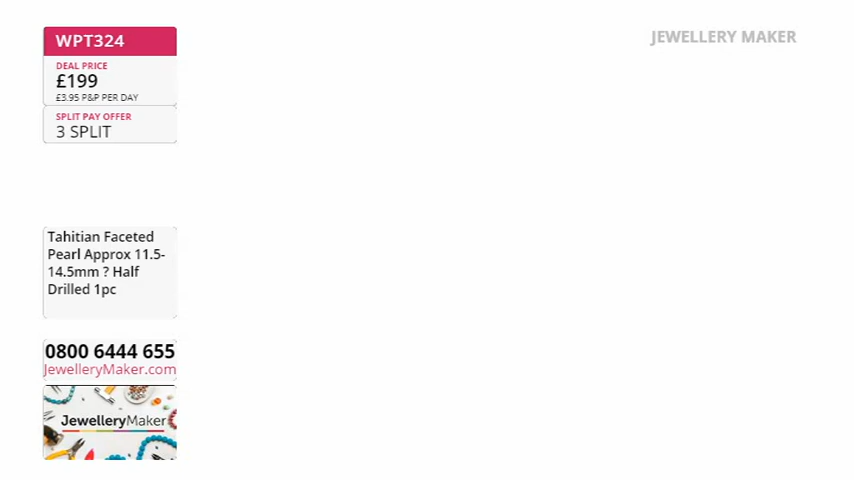 WPT324
JEWELLERY MAKER
DEAL PRICE
£199
£3.95 P&P PER DAY
SPLIT PAY OFFER
3 SPLIT
Tahitian Faceted
Pearl Approx 11.5-
14.5mm ? Half
Drilled 1pc
0800 6444 655
JewelleryMaker.com
JewelleryMaker